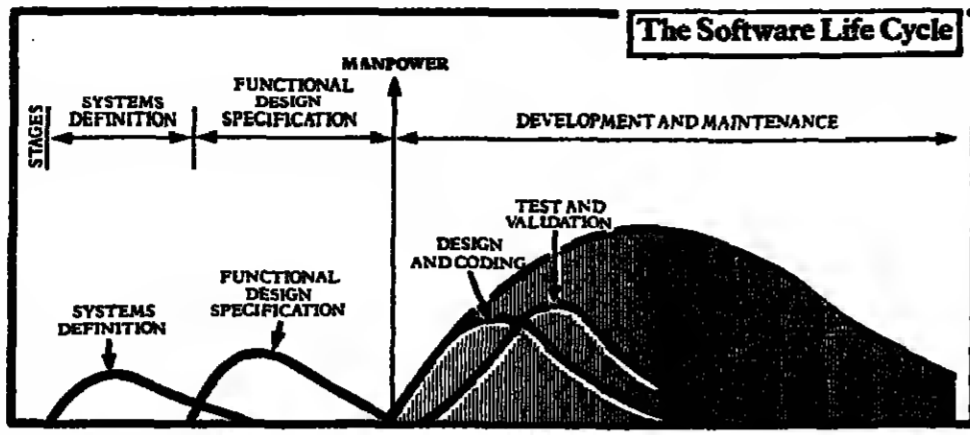 The Software Life Cycle
MANPOWER
STAGES
SYSTEMS
DEFINITION
FUNCTIONAL
DESIGN
SPECIFICATION
DEVELOPMENT AND MAINTENANCE
TEST AND
VALIDATION
DESIGN
AND CODING
FUNCTIONAL
DESIGN
SPECIFICATION
SYSTEMS
DEFINITION